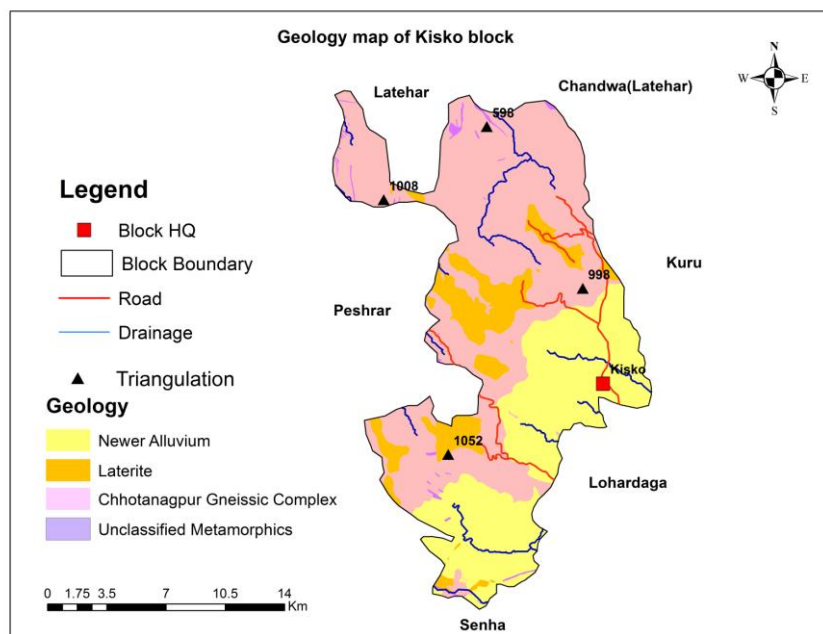 Geology map of Kisko block
N
W E
S
Latehar
Chandwa(Latehar)
598
1008
Legend
Block HQ
Block Boundary
Road
Drainage
Triangulation
Kuru
998
Peshrar
Kisko
Geology
Newer Alluvium
Laterite
Chhotanagpur Gneissic Complex
Unclassified Metamorphics
1052
Lohardaga
0 1.75 3.5 7 10.5 14
Km
Senha